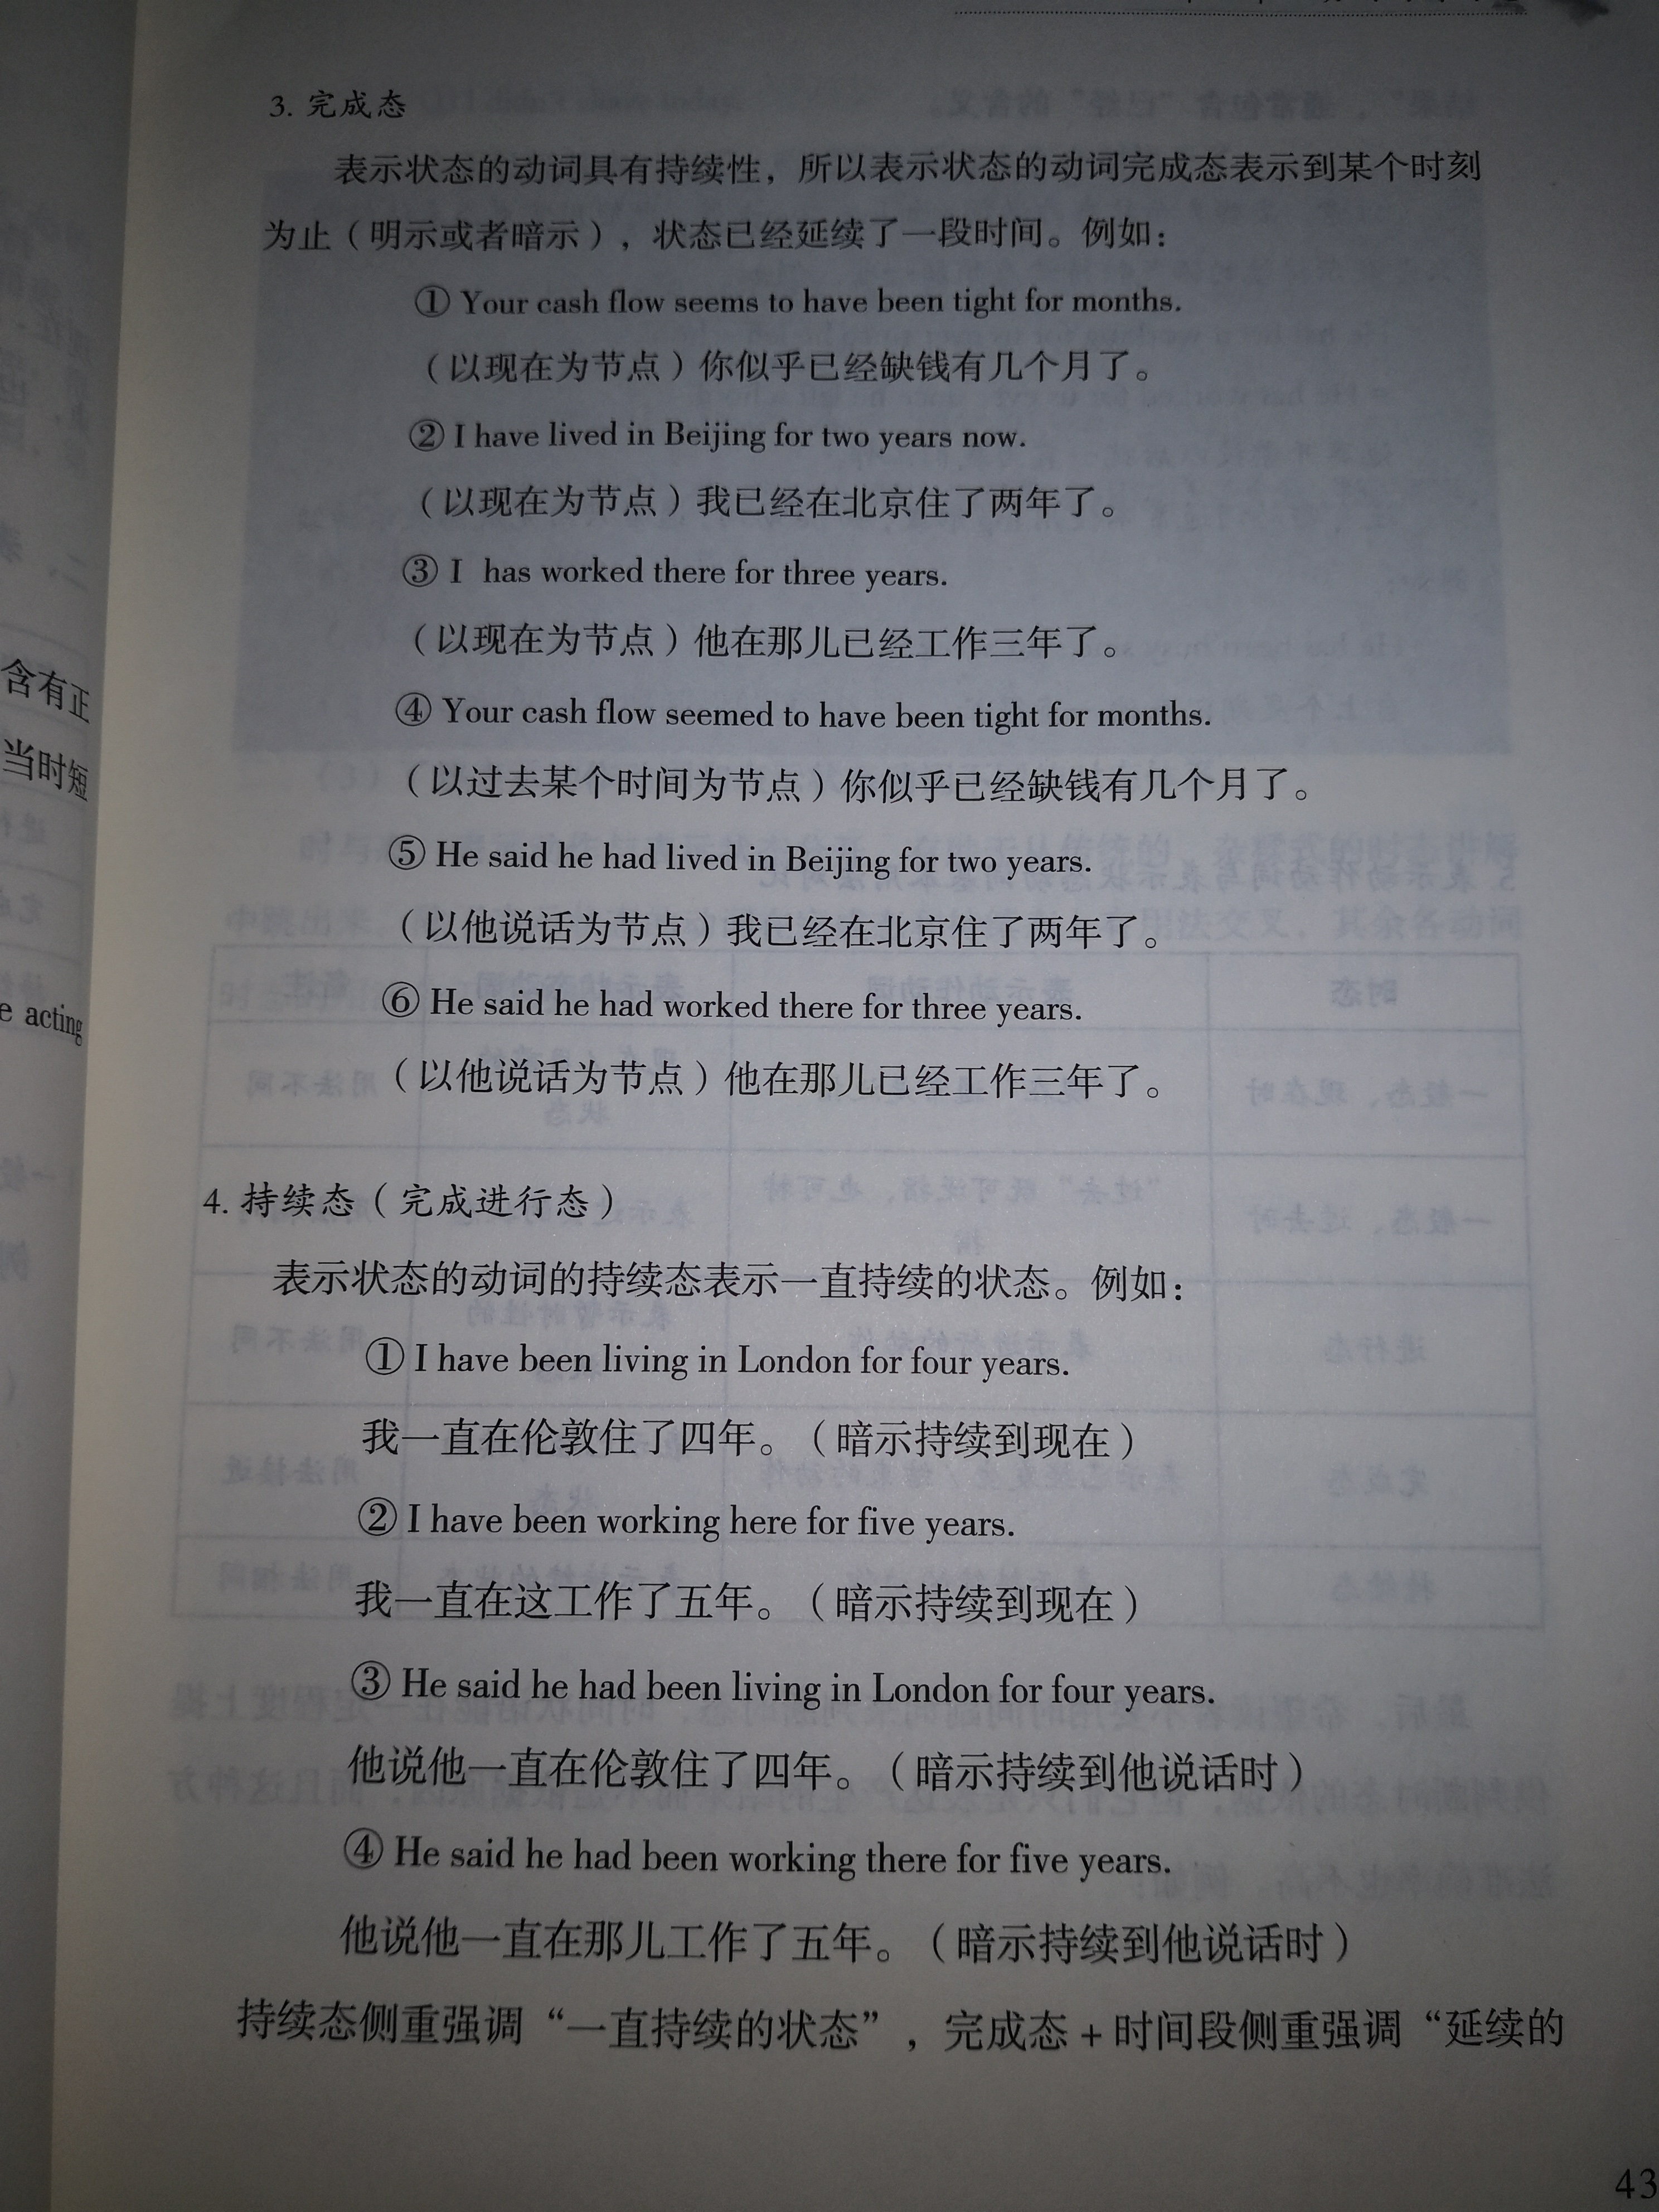 3. 完成态
表示状态的动词具有持续性，所以表示状态的动词完成态表示到某个时刻
为止（明示或者暗示），状态已经延续了一段时间。例如：
① Your cash flow seems to have been tight for months.
（以现在为节点）你似乎已经缺钱有几个月了。
② I have lived in Beijing for two years now.
（以现在为节点）我已经在北京住了两年了。
③ I has worked there for three years.
（以现在为节点）他在那儿已经工作三年了。
④ Your cash flow seemed to have been tight for months.
（以过去某个时间为节点）你似乎已经缺钱有几个月了。
⑤ He said he had lived in Beijing for two years.
（以他说话为节点）我已经在北京住了两年了。
⑥ He said he had worked there for three years.
（以他说话为节点）他在那儿已经工作三年了。
4. 持续态（完成进行态）
表示状态的动词的持续态表示一直持续的状态。例如：
① I have been living in London for four years.
我一直在伦敦住了四年。（暗示持续到现在）
② I have been working here for five years.
我一直在这工作了五年。（暗示持续到现在）
③ He said he had been living in London for four years.
他说他一直在伦敦住了四年。（暗示持续到他说话时）
④ He said he had been working there for five years.
他说他一直在那儿工作了五年。（暗示持续到他说话时）
持续态侧重强调“一直持续的状态”，完成态 + 时间段侧重强调“延续的
43
含有正
当时短
e acting